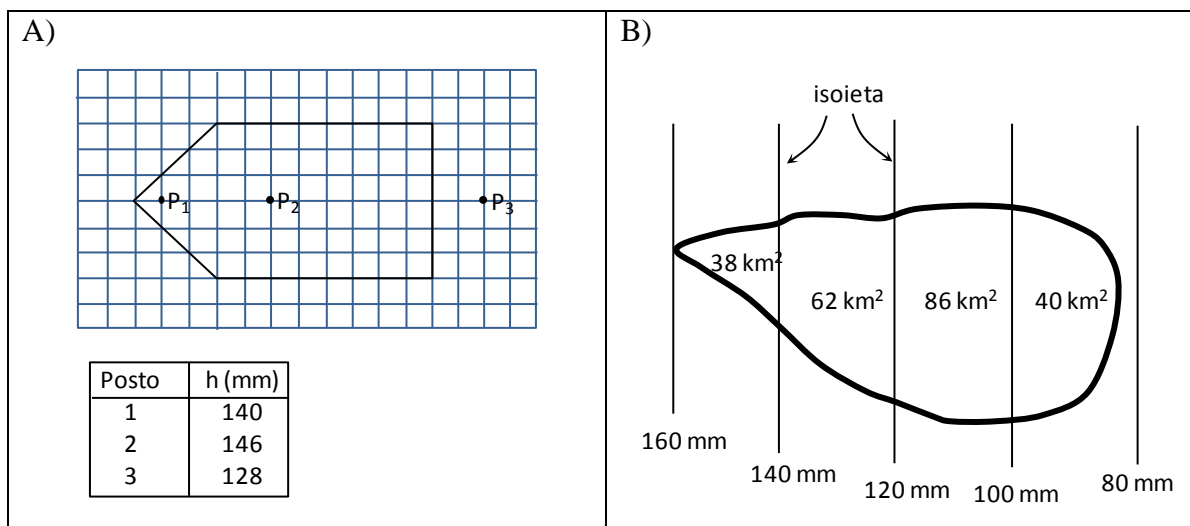 A)
P1 P2 P3
Posto h (mm)
1 140
2 146
3 128
B)
isoieta
38 km²
62 km² 86 km² 40 km²
160 mm
140 mm
120 mm
100 mm
80 mm